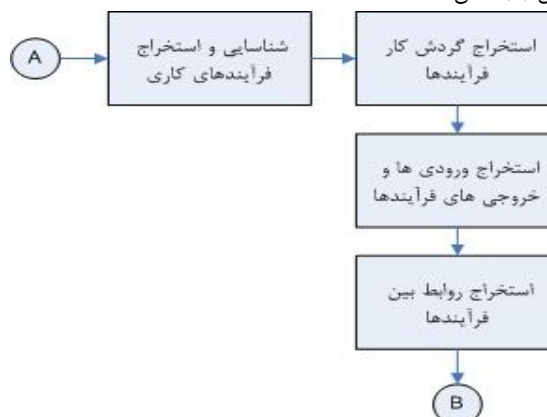 A
شناسایی و استخراج
فرآیندهای کاری
استخراج گردش کار
فرآیندها
استخراج ورودی ها و
خروجی های فرآیندها
استخراج روابط بین
فرآیندها
B